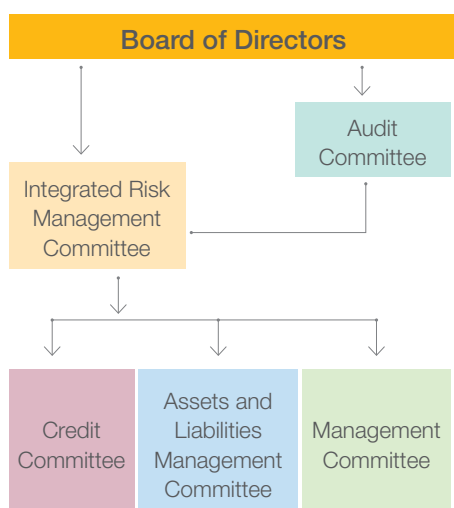 Board of Directors
Audit
Committee
Integrated Risk
Management
Committee
Credit
Committee
Assets and
Liabilities
Management
Committee
Management
Committee